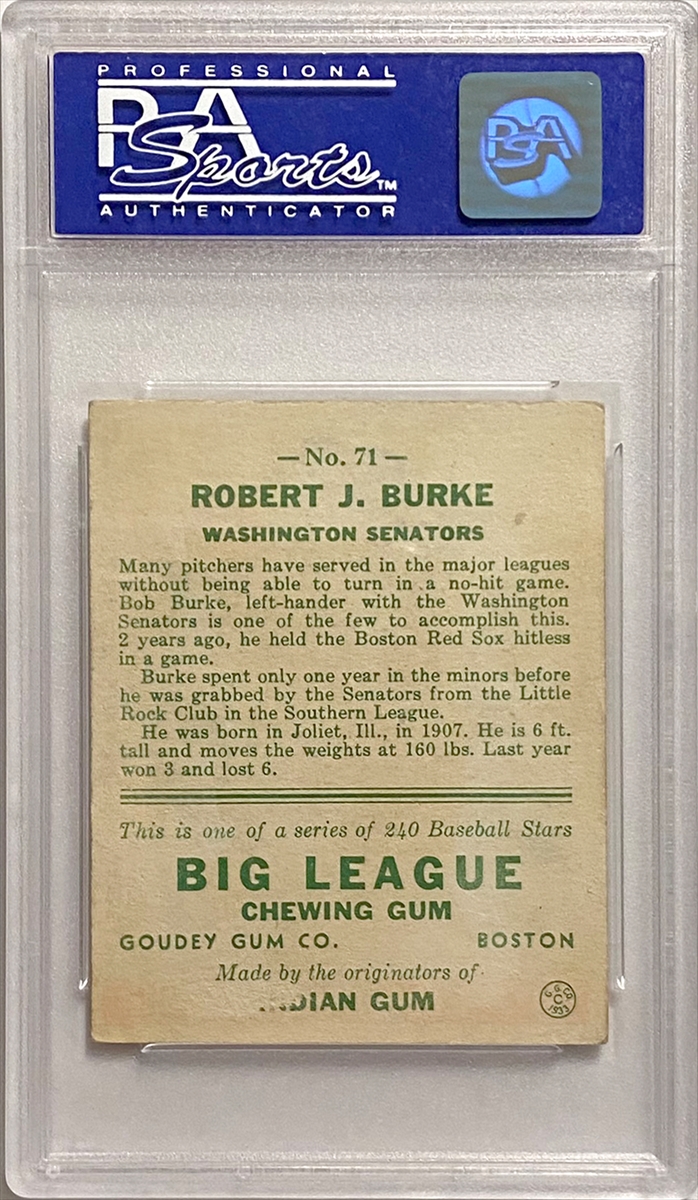 PROFESSIONAL
PSA
Sports™
AUTHENTICATOR
PSA
— No. 71 —
ROBERT J. BURKE
WASHINGTON SENATORS
Many pitchers have served in the major leagues
without being able to turn in a no-hit game.
Bob Burke, left-hander with the Washington
Senators is one of the few to accomplish this.
2 years ago, he held the Boston Red Sox hitless
in a game.
Burke spent only one year in the minors before
he was grabbed by the Senators from the Little
Rock Club in the Southern League.
He was born in Joliet, Ill., in 1907. He is 6 ft.
tall and moves the weights at 160 lbs. Last year
won 3 and lost 6.
This is one of a series of 240 Baseball Stars
BIG LEAGUE
CHEWING GUM
GOUDEY GUM CO. BOSTON
Made by the originators of
INDIAN GUM
G. G. CO.
C
1933